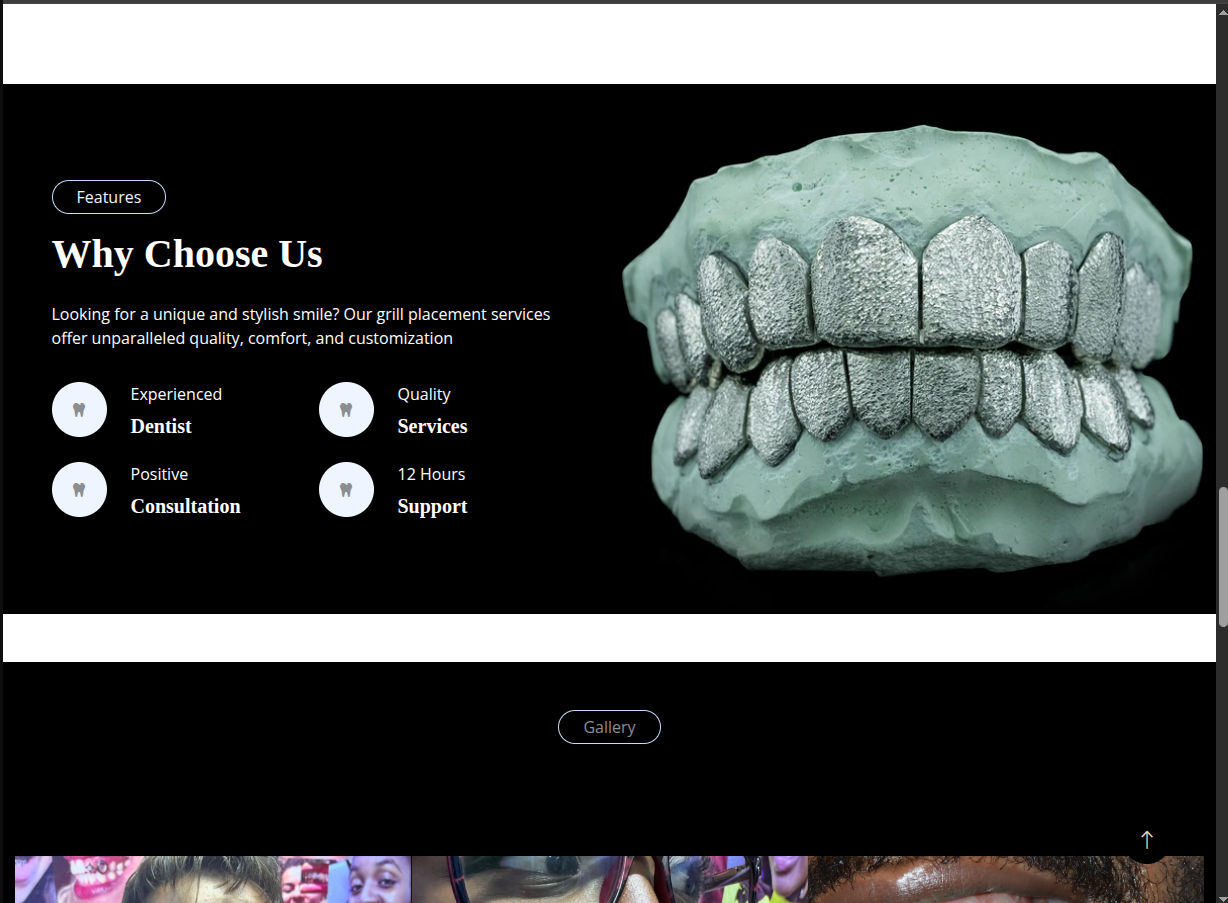 Features
Why Choose Us
Looking for a unique and stylish smile? Our grill placement services
offer unparalleled quality, comfort, and customization
Experienced
Dentist
Quality
Services
Positive
Consultation
12 Hours
Support
Gallery